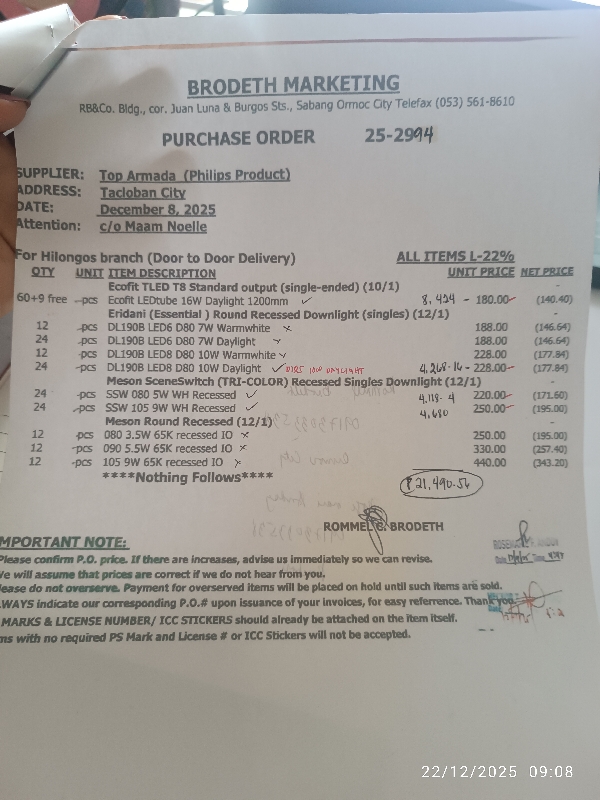 BRODETH MARKETING
RB&Co. Bldg., cor. Juan Luna & Burgos Sts., Sabang Ormoc City Telefax (053) 561-8610
PURCHASE ORDER 25-2994
SUPPLIER: Top Armada (Philips Product)
ADDRESS: Tacloban City
DATE: December 8, 2025
Attention: c/o Maam Noelle
For Hilongos branch (Door to Door Delivery) ALL ITEMS L-22%
QTY UNIT ITEM DESCRIPTION UNIT PRICE NET PRICE
Ecofit TLED T8 Standard output (single-ended) (10/1) -
60+9 free -pcs Ecofit LEDtube 16W Daylight 1200mm ✓ 8,424 - 180.00 (140.40)
Eridani (Essential ) Round Recessed Downlight (singles) (12/1) -
12 -pcs DL190B LED6 D80 7W Warmwhite x 188.00 (146.64)
24 -pcs DL190B LED6 D80 7W Daylight x 188.00 (146.64)
12 -pcs DL190B LED8 D80 10W Warmwhite x 228.00 (177.84)
24 -pcs DL190B LED8 D80 10W Daylight ✓ D125 10W DAYLIGHT 4,268.16 - 228.00 (177.84)
Meson SceneSwitch (TRI-COLOR) Recessed Singles Downlight (12/1) -
24 -pcs SSW 080 5W WH Recessed ✓ 4,118.4 220.00 (171.60)
24 -pcs SSW 105 9W WH Recessed ✓ 4,680 250.00 (195.00)
Meson Round Recessed (12/1) -
12 -pcs 080 3.5W 65K recessed IO x 250.00 (195.00)
12 -pcs 090 5.5W 65K recessed IO x 330.00 (257.40)
12 -pcs 105 9W 65K recessed IO x 440.00 (343.20)
****Nothing Follows****
₱21,490.56
ROMMEL C. BRODETH
IMPORTANT NOTE:
Please confirm P.O. price. If there are increases, advise us immediately so we can revise.
We will assume that prices are correct if we do not hear from you.
Please do not overserve. Payment for overserved items will be placed on hold until such items are sold.
LWAYS indicate our corresponding P.O.# upon issuance of your invoices, for easy referrence. Thank you.
MARKS & LICENSE NUMBER/ ICC STICKERS should already be attached on the item itself.
ms with no required PS Mark and License # or ICC Stickers will not be accepted.
22/12/2025 09:08